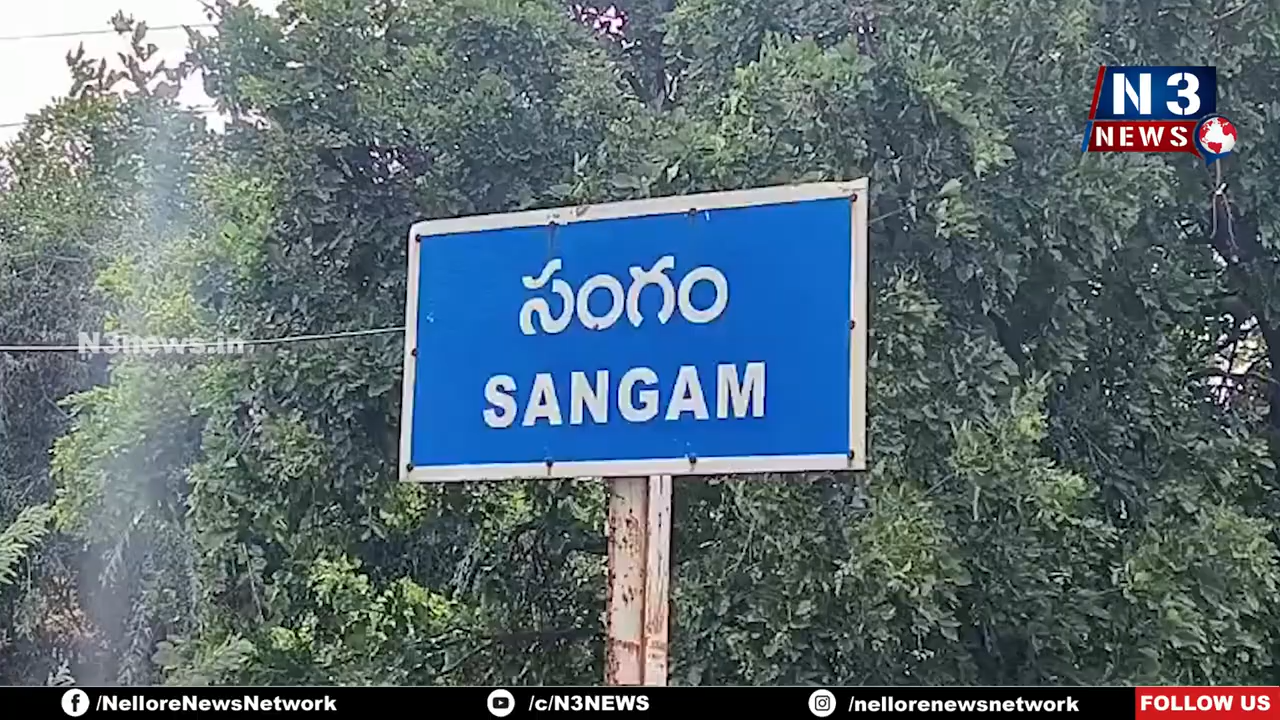 N3
NEWS
సంగం
SANGAM
N3news.in
/NelloreNewsNetwork
/c/N3NEWS
/nellorenewsnetwork
FOLLOW US